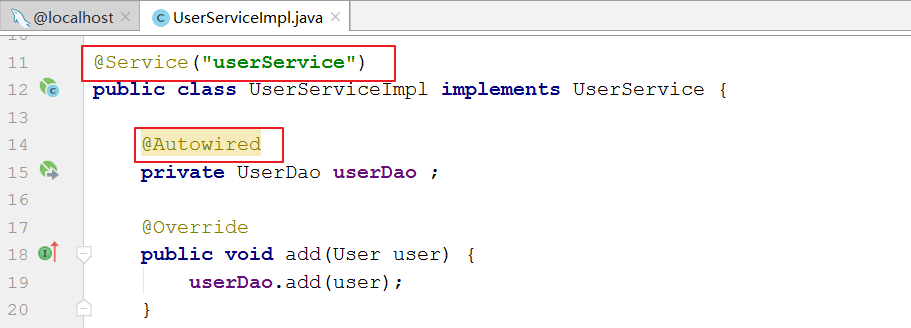 @localhost × UserServiceImpl.java ×
10
11 @Service("userService")
12 public class UserServiceImpl implements UserService {
13
14 @Autowired
15 private UserDao userDao ;
16
17 @Override
18 public void add(User user) {
19 userDao.add(user);
20 }